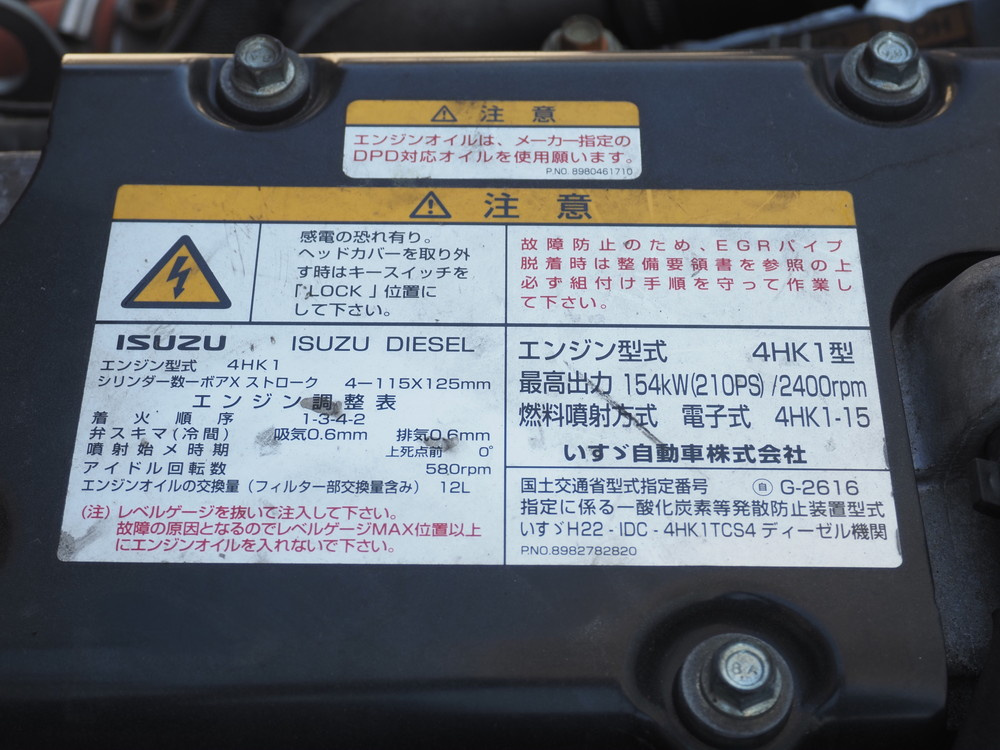 ⚠ 注意
エンジンオイルは、メーカー指定の
DPD対応オイルを使用願います。
P.NO.8980461710
⚠ 注意
感電の恐れ有り。
ヘッドカバーを取り外
す時はキースイッチを
「LOCK」位置に
して下さい。
故障防止のため、EGRパイプ
脱着時は整備要領書を参照の上
必ず組付け手順を守って作業し
て下さい。
ISUZU ISUZU DIESEL
エンジン型式 4HK1
シリンダー数ーボアX ストローク 4ー115X125mm
エンジン調整表
着火順序 1-3-4-2
弁スキマ(冷間) 吸気0.6mm 排気0.6mm
噴射始メ時期 上死点前 0°
アイドル回転数 580rpm
エンジンオイルの交換量(フィルター部交換量含み) 12L
(注) レベルゲージを抜いて注入して下さい。
故障の原因となるのでレベルゲージMAX位置以上
にエンジンオイルを入れないで下さい。
エンジン型式 4HK1型
最高出力 154kW(210PS) /2400rpm
燃料噴射方式 電子式 4HK1-15
いすゞ自動車株式会社
国土交通省型式指定番号 ㊐ G-2616
指定に係る一酸化炭素等発散防止装置型式
いすゞH22 - IDC - 4HK1TCS4 ディーゼル機関
P.NO.8982782820